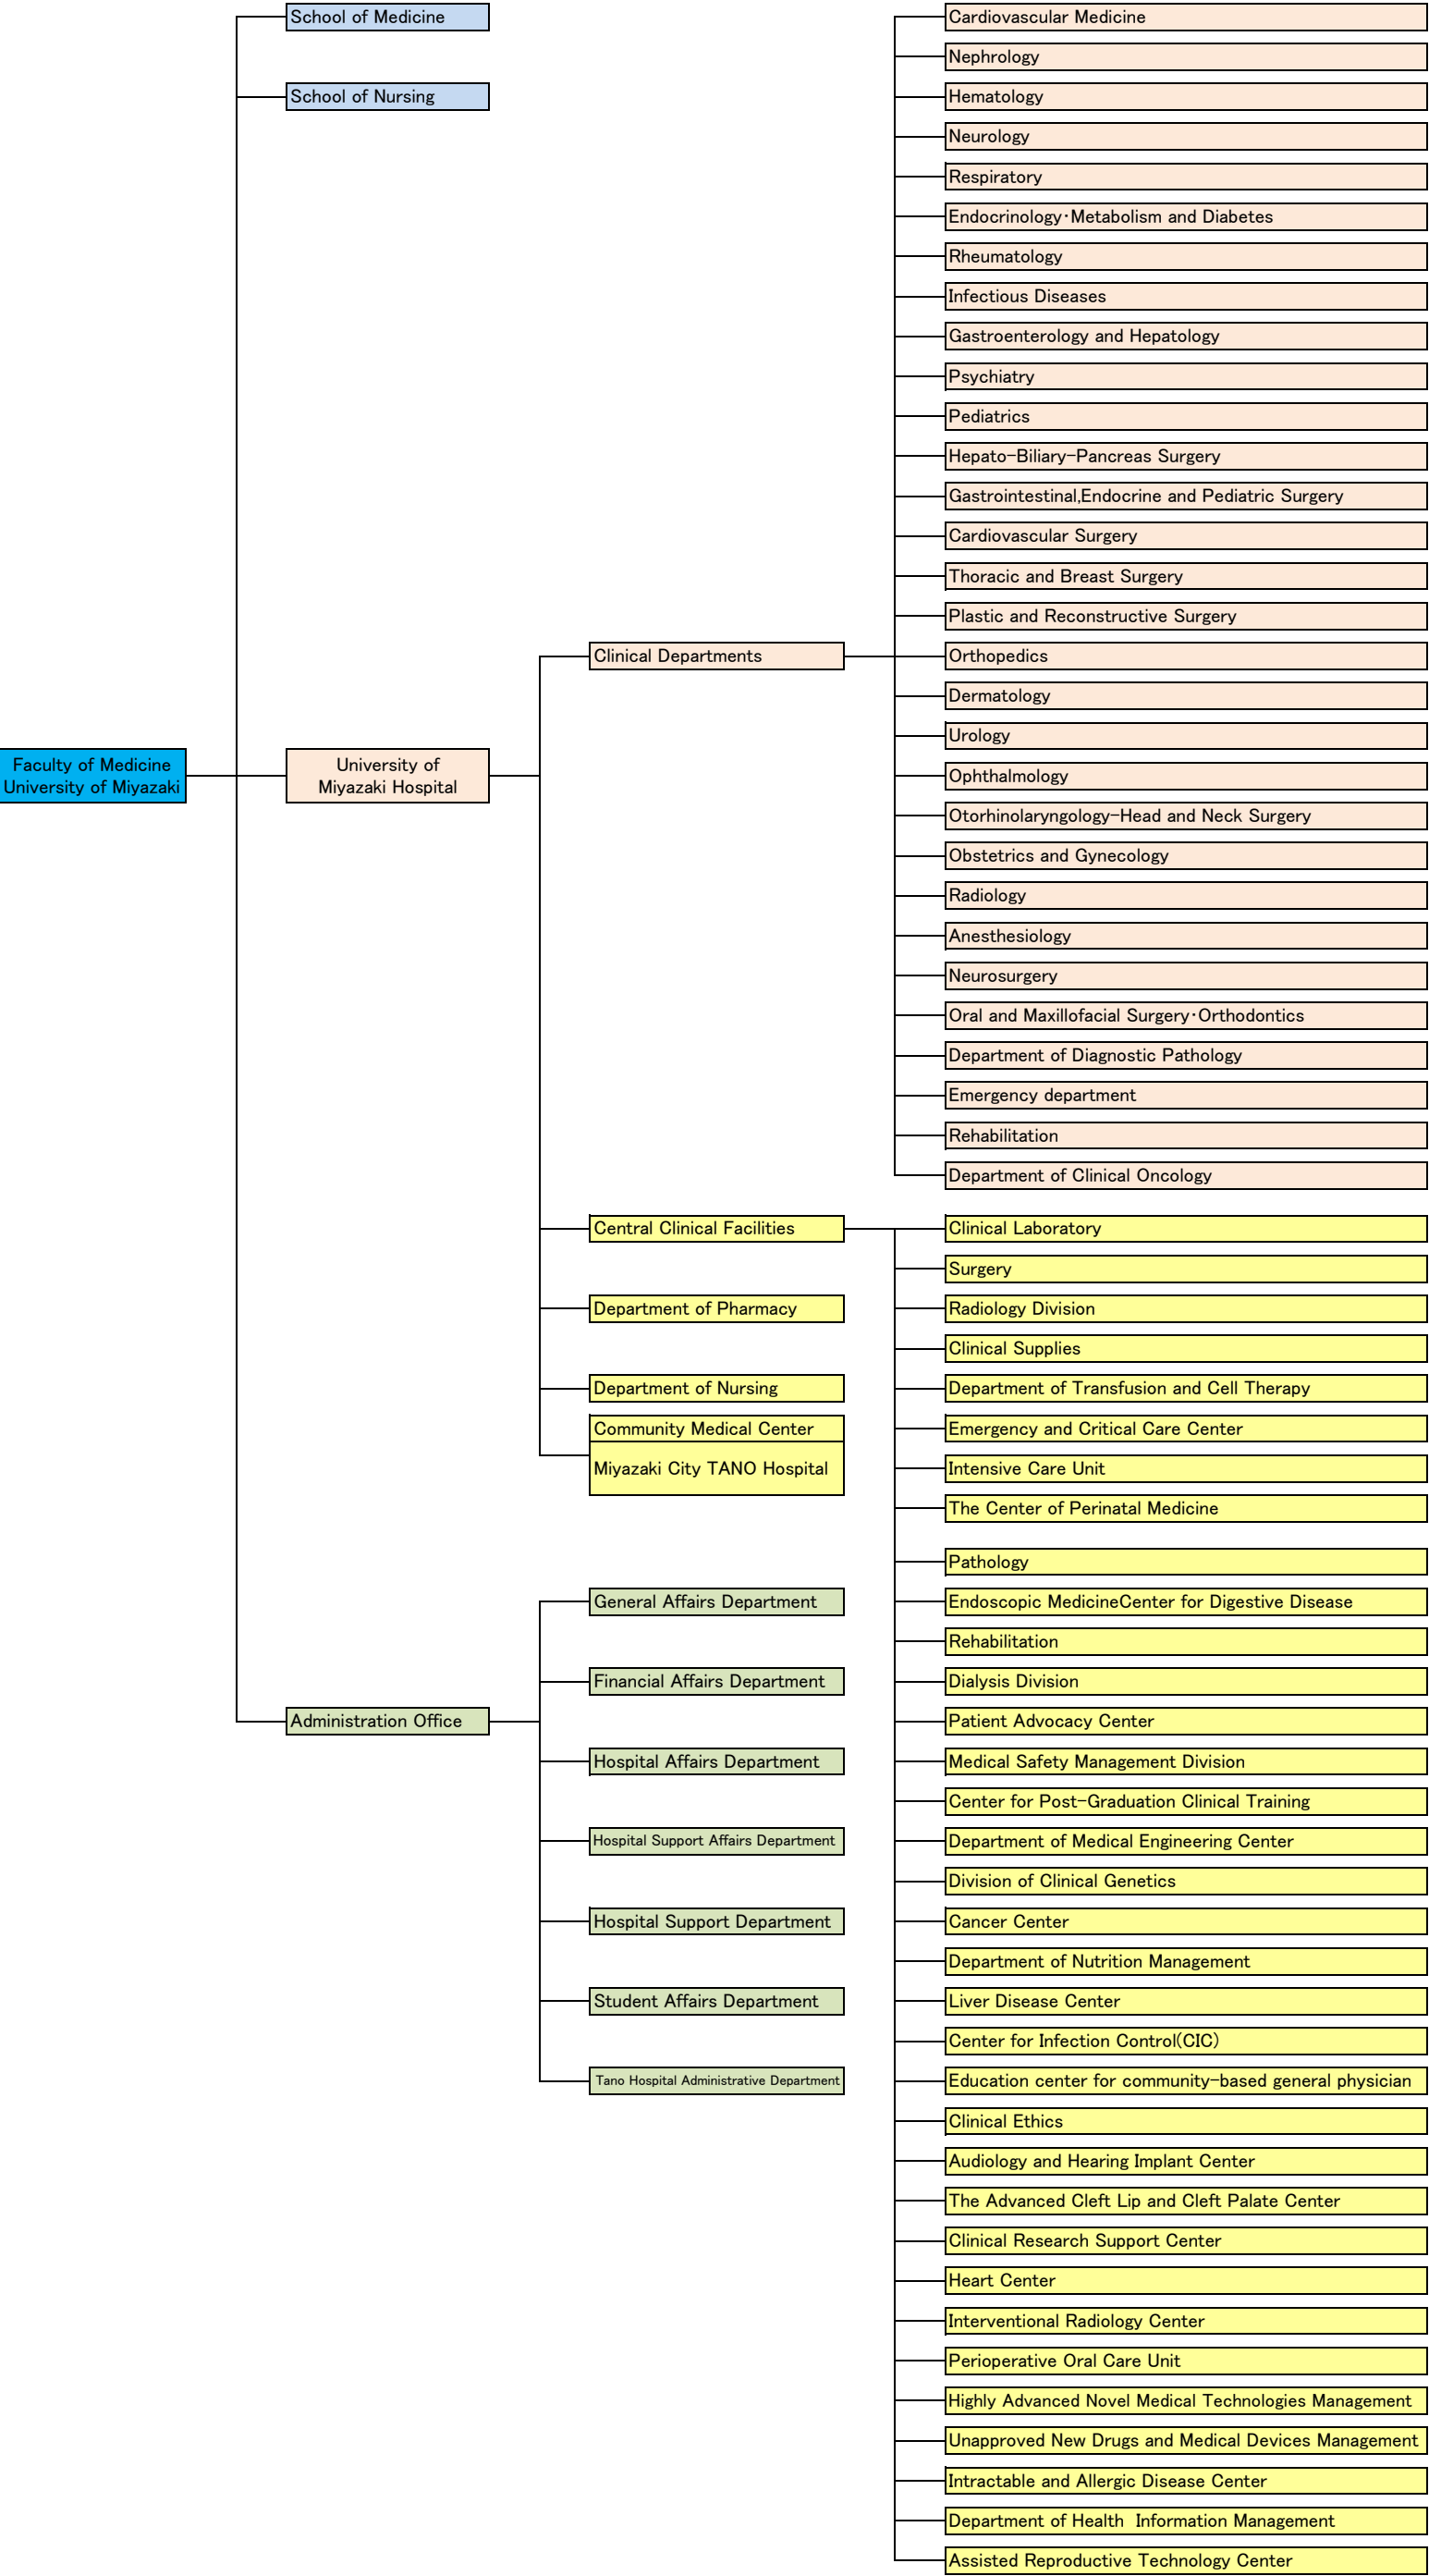 Faculty of Medicine
University of Miyazaki
School of Medicine
School of Nursing
University of
Miyazaki Hospital
Administration Office
Clinical Departments
Central Clinical Facilities
Department of Pharmacy
Department of Nursing
Community Medical Center
Miyazaki City TANO Hospital
General Affairs Department
Financial Affairs Department
Hospital Affairs Department
Hospital Support Affairs Department
Hospital Support Department
Student Affairs Department
Tano Hospital Administrative Department
Cardiovascular Medicine
Nephrology
Hematology
Neurology
Respiratory
Endocrinology･Metabolism and Diabetes
Rheumatology
Infectious Diseases
Gastroenterology and Hepatology
Psychiatry
Pediatrics
Hepato-Biliary-Pancreas Surgery
Gastrointestinal,Endocrine and Pediatric Surgery
Cardiovascular Surgery
Thoracic and Breast Surgery
Plastic and Reconstructive Surgery
Orthopedics
Dermatology
Urology
Ophthalmology
Otorhinolaryngology-Head and Neck Surgery
Obstetrics and Gynecology
Radiology
Anesthesiology
Neurosurgery
Oral and Maxillofacial Surgery･Orthodontics
Department of Diagnostic Pathology
Emergency department
Rehabilitation
Department of Clinical Oncology
Clinical Laboratory
Surgery
Radiology Division
Clinical Supplies
Department of Transfusion and Cell Therapy
Emergency and Critical Care Center
Intensive Care Unit
The Center of Perinatal Medicine
Pathology
Endoscopic MedicineCenter for Digestive Disease
Rehabilitation
Dialysis Division
Patient Advocacy Center
Medical Safety Management Division
Center for Post-Graduation Clinical Training
Department of Medical Engineering Center
Division of Clinical Genetics
Cancer Center
Department of Nutrition Management
Liver Disease Center
Center for Infection Control(CIC)
Education center for community-based general physician
Clinical Ethics
Audiology and Hearing Implant Center
The Advanced Cleft Lip and Cleft Palate Center
Clinical Research Support Center
Heart Center
Interventional Radiology Center
Perioperative Oral Care Unit
Highly Advanced Novel Medical Technologies Management
Unapproved New Drugs and Medical Devices Management
Intractable and Allergic Disease Center
Department of Health  Information Management
Assisted Reproductive Technology Center